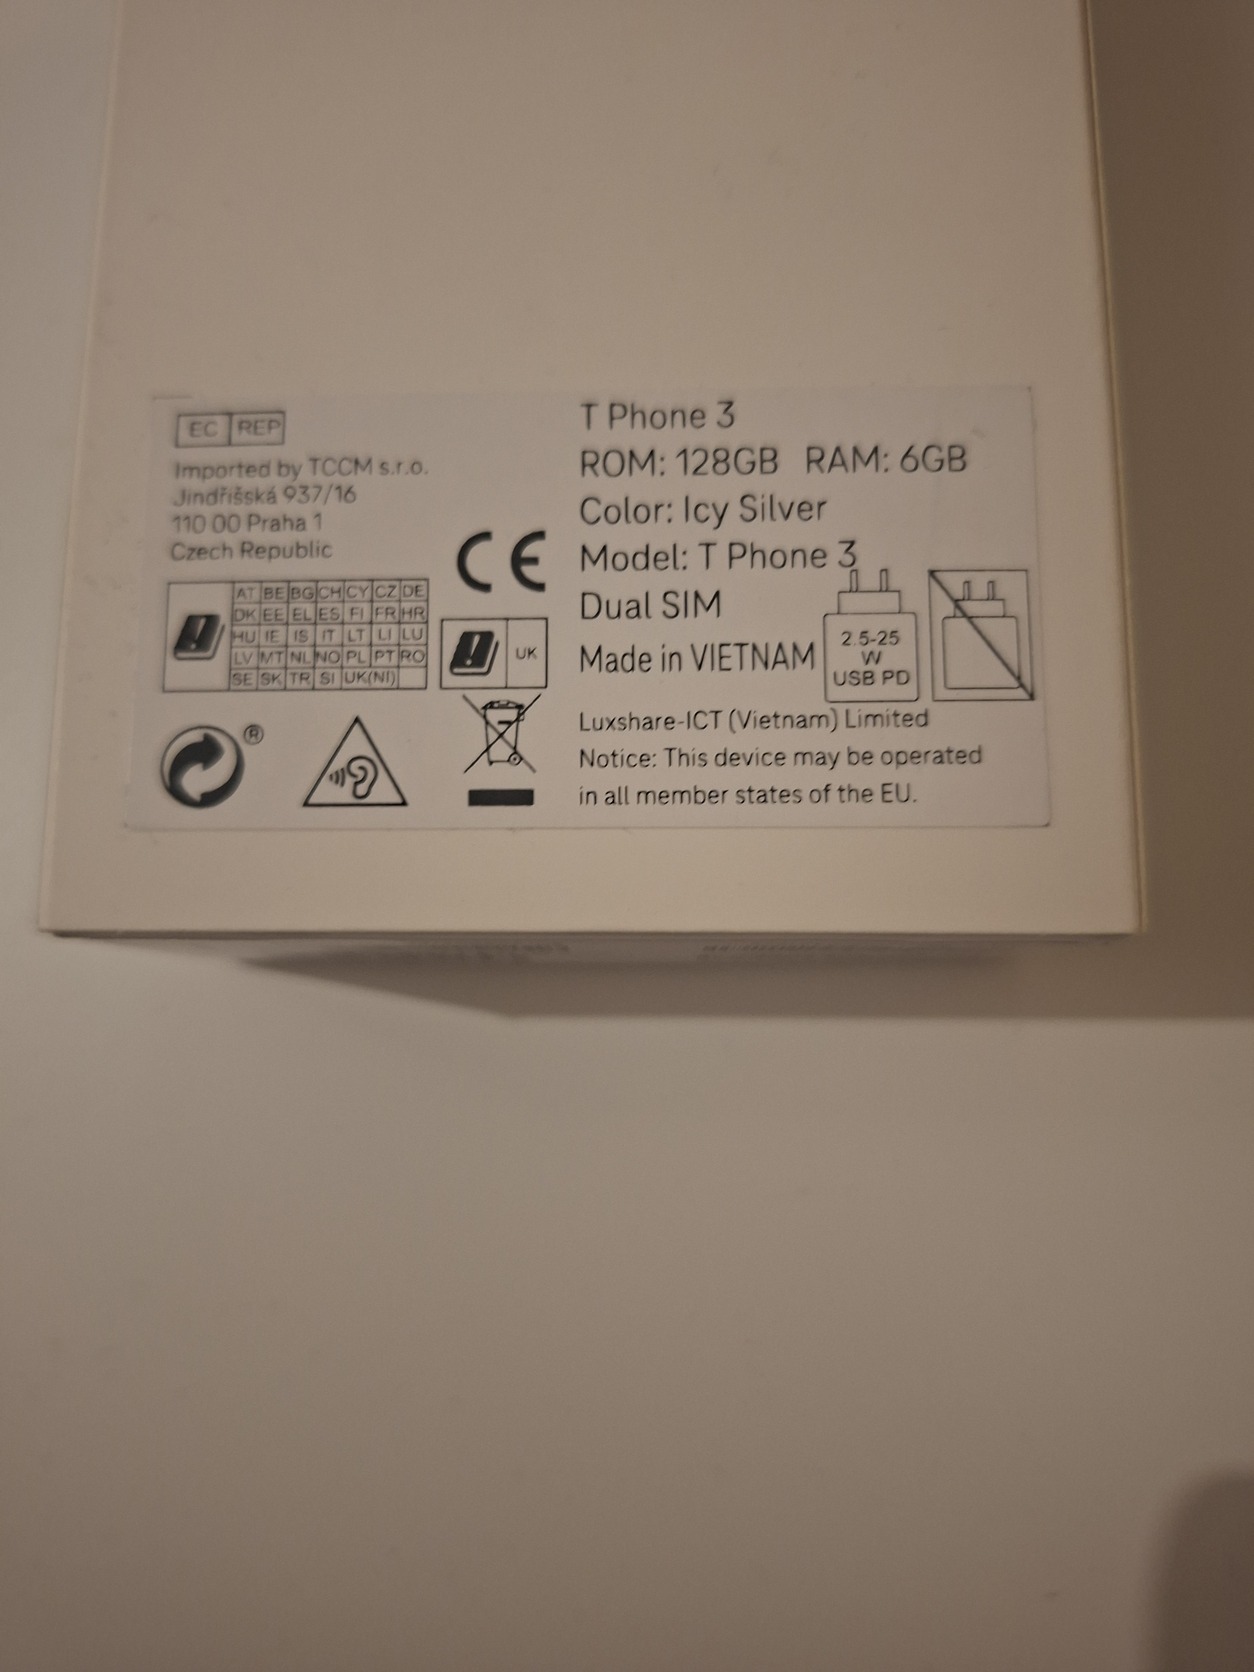 EC REP
Imported by TCCM s.r.o.
Jindřišská 937/16
110 00 Praha 1
Czech Republic
CE
AT BE BG CH CY CZ DE
DK EE EL ES FI FR HR
HU IE IS IT LT LI LU
LV MT NL NO PL PT RO
SE SK TR SI UK(NI)
UK
®
T Phone 3
ROM: 128GB RAM: 6GB
Color: Icy Silver
Model: T Phone 3
Dual SIM
Made in VIETNAM
2.5-25
W
USB PD
Luxshare-ICT (Vietnam) Limited
Notice: This device may be operated
in all member states of the EU.